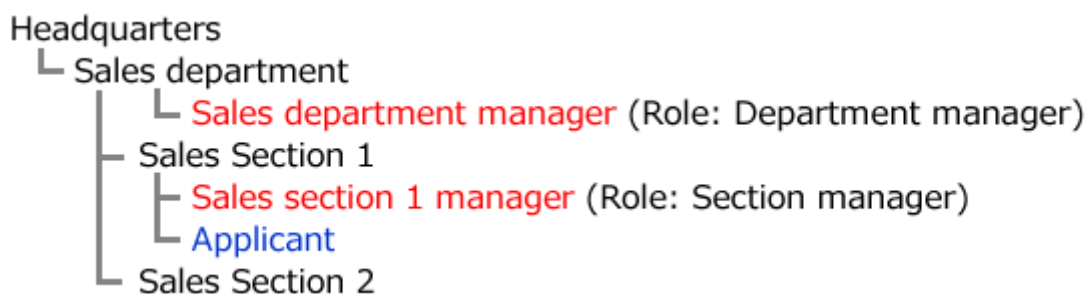 Headquarters
Sales department
Sales department manager (Role: Department manager)
Sales Section 1
Sales section 1 manager (Role: Section manager)
Applicant
Sales Section 2